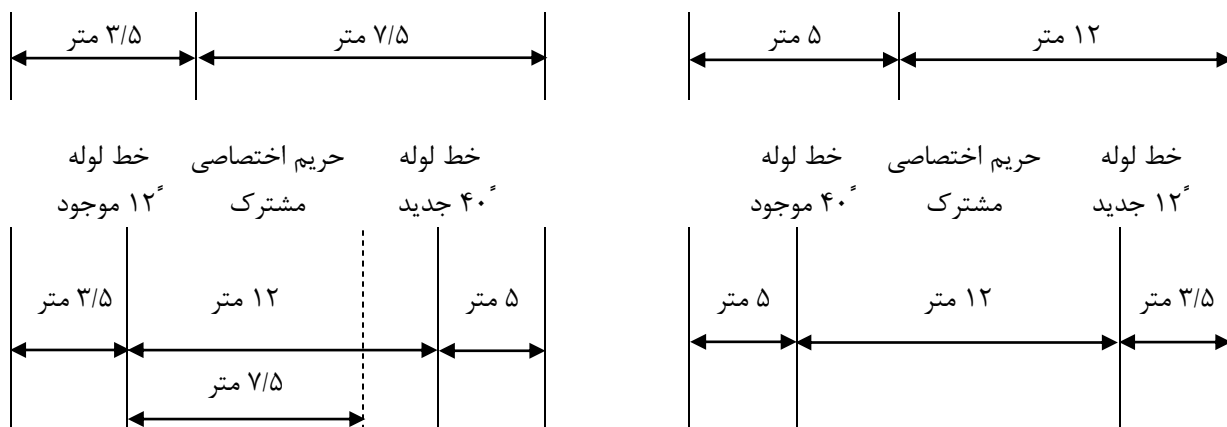 ۱۲ متر
۵ متر
۷/۵ متر
۳/۵ متر
خط لوله
۱۲ً جدید
حریم اختصاصی
مشترک
خط لوله
۴۰ً موجود
خط لوله
۴۰ً جدید
حریم اختصاصی
مشترک
خط لوله
۱۲ً موجود
۳/۵ متر
۱۲ متر
۵ متر
۵ متر
۱۲ متر
۳/۵ متر
۷/۵ متر